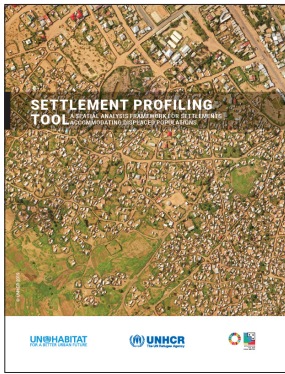 SETTLEMENT PROFILING
TOOL
A SPATIAL ANALYSIS FRAMEWORK FOR SETTLEMENTS
ACCOMMODATING DISPLACED POPULATIONS
UN HABITAT
FOR A BETTER URBAN FUTURE
UNHCR
The UN Refugee Agency